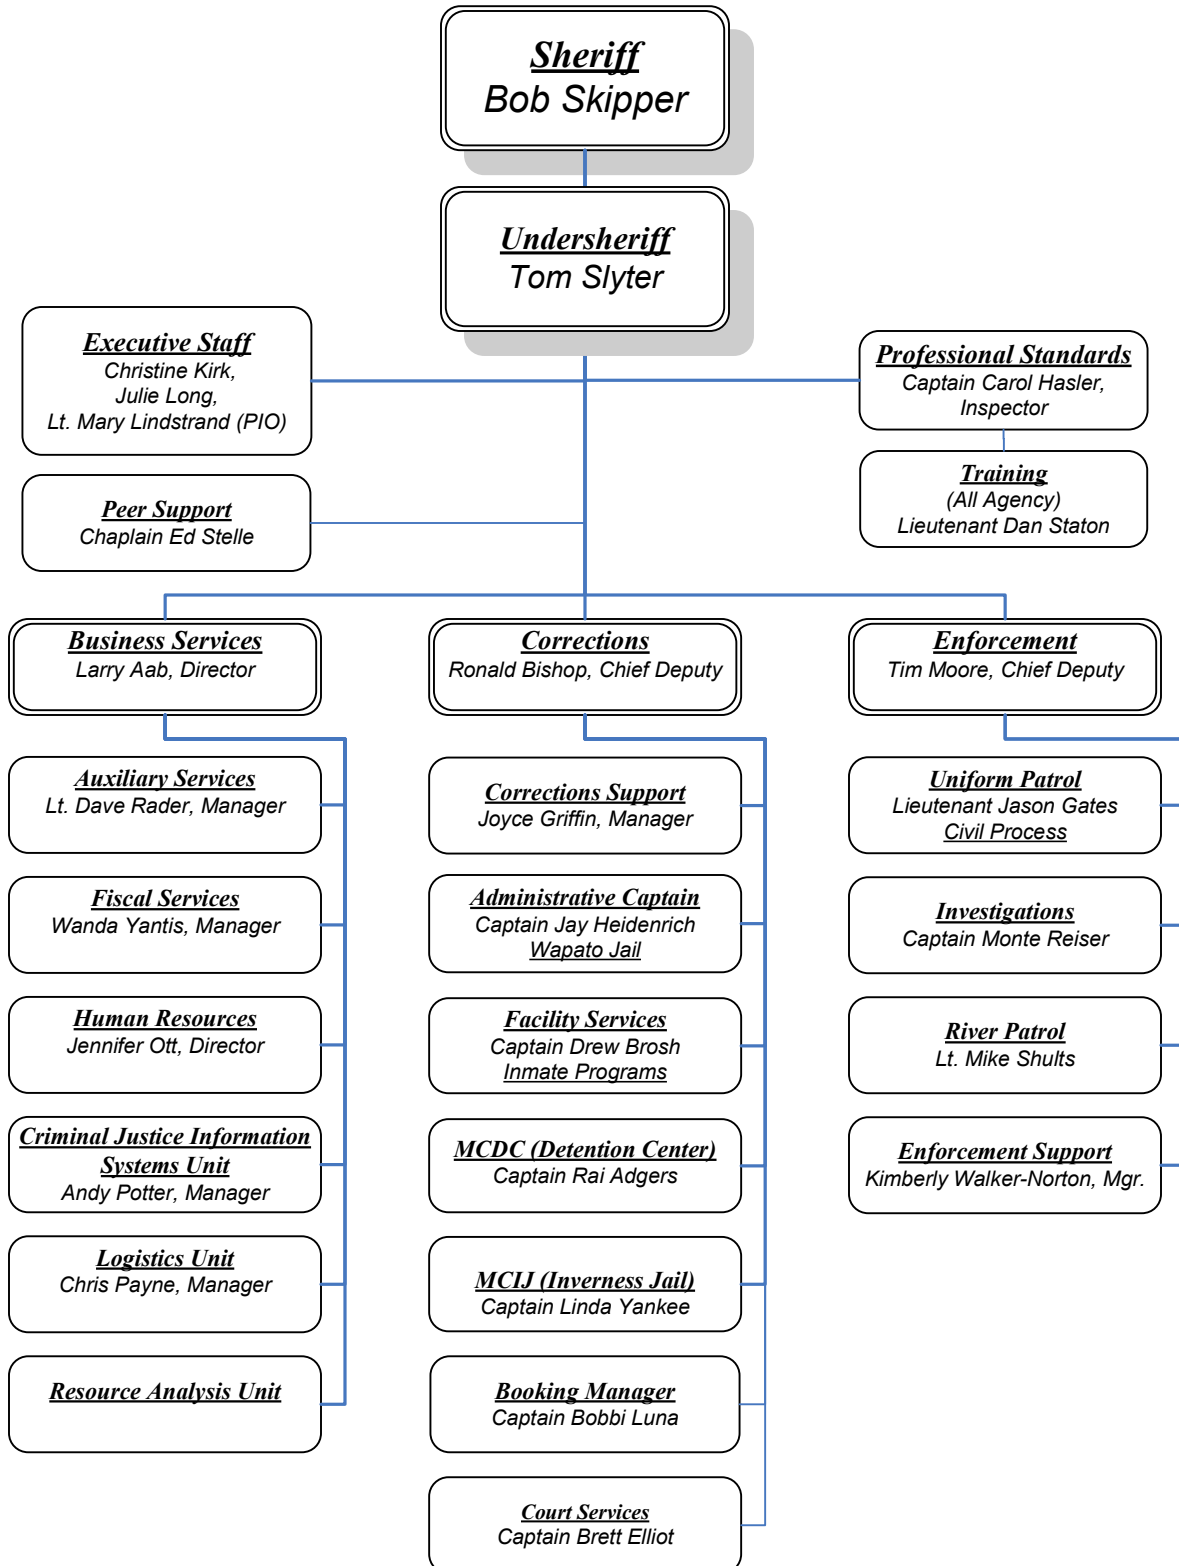 Sheriff
Bob Skipper
Undersheriff
Tom Slyter
Executive Staff
Christine Kirk,
Julie Long,
Lt. Mary Lindstrand (PIO)
Professional Standards
Captain Carol Hasler,
Inspector
Peer Support
Chaplain Ed Stelle
Training
(All Agency)
Lieutenant Dan Staton
Business Services
Larry Aab, Director
Auxiliary Services
Lt. Dave Rader, Manager
Fiscal Services
Wanda Yantis, Manager
Human Resources
Jennifer Ott, Director
Criminal Justice Information
Systems Unit
Andy Potter, Manager
Logistics Unit
Chris Payne, Manager
Resource Analysis Unit
Corrections
Ronald Bishop, Chief Deputy
Corrections Support
Joyce Griffin, Manager
Administrative Captain
Captain Jay Heidenrich
Wapato Jail
Facility Services
Captain Drew Brosh
Inmate Programs
MCDC (Detention Center)
Captain Rai Adgers
MCIJ (Inverness Jail)
Captain Linda Yankee
Booking Manager
Captain Bobbi Luna
Court Services
Captain Brett Elliot
Enforcement
Tim Moore, Chief Deputy
Uniform Patrol
Lieutenant Jason Gates
Civil Process
Investigations
Captain Monte Reiser
River Patrol
Lt. Mike Shults
Enforcement Support
Kimberly Walker-Norton, Mgr.